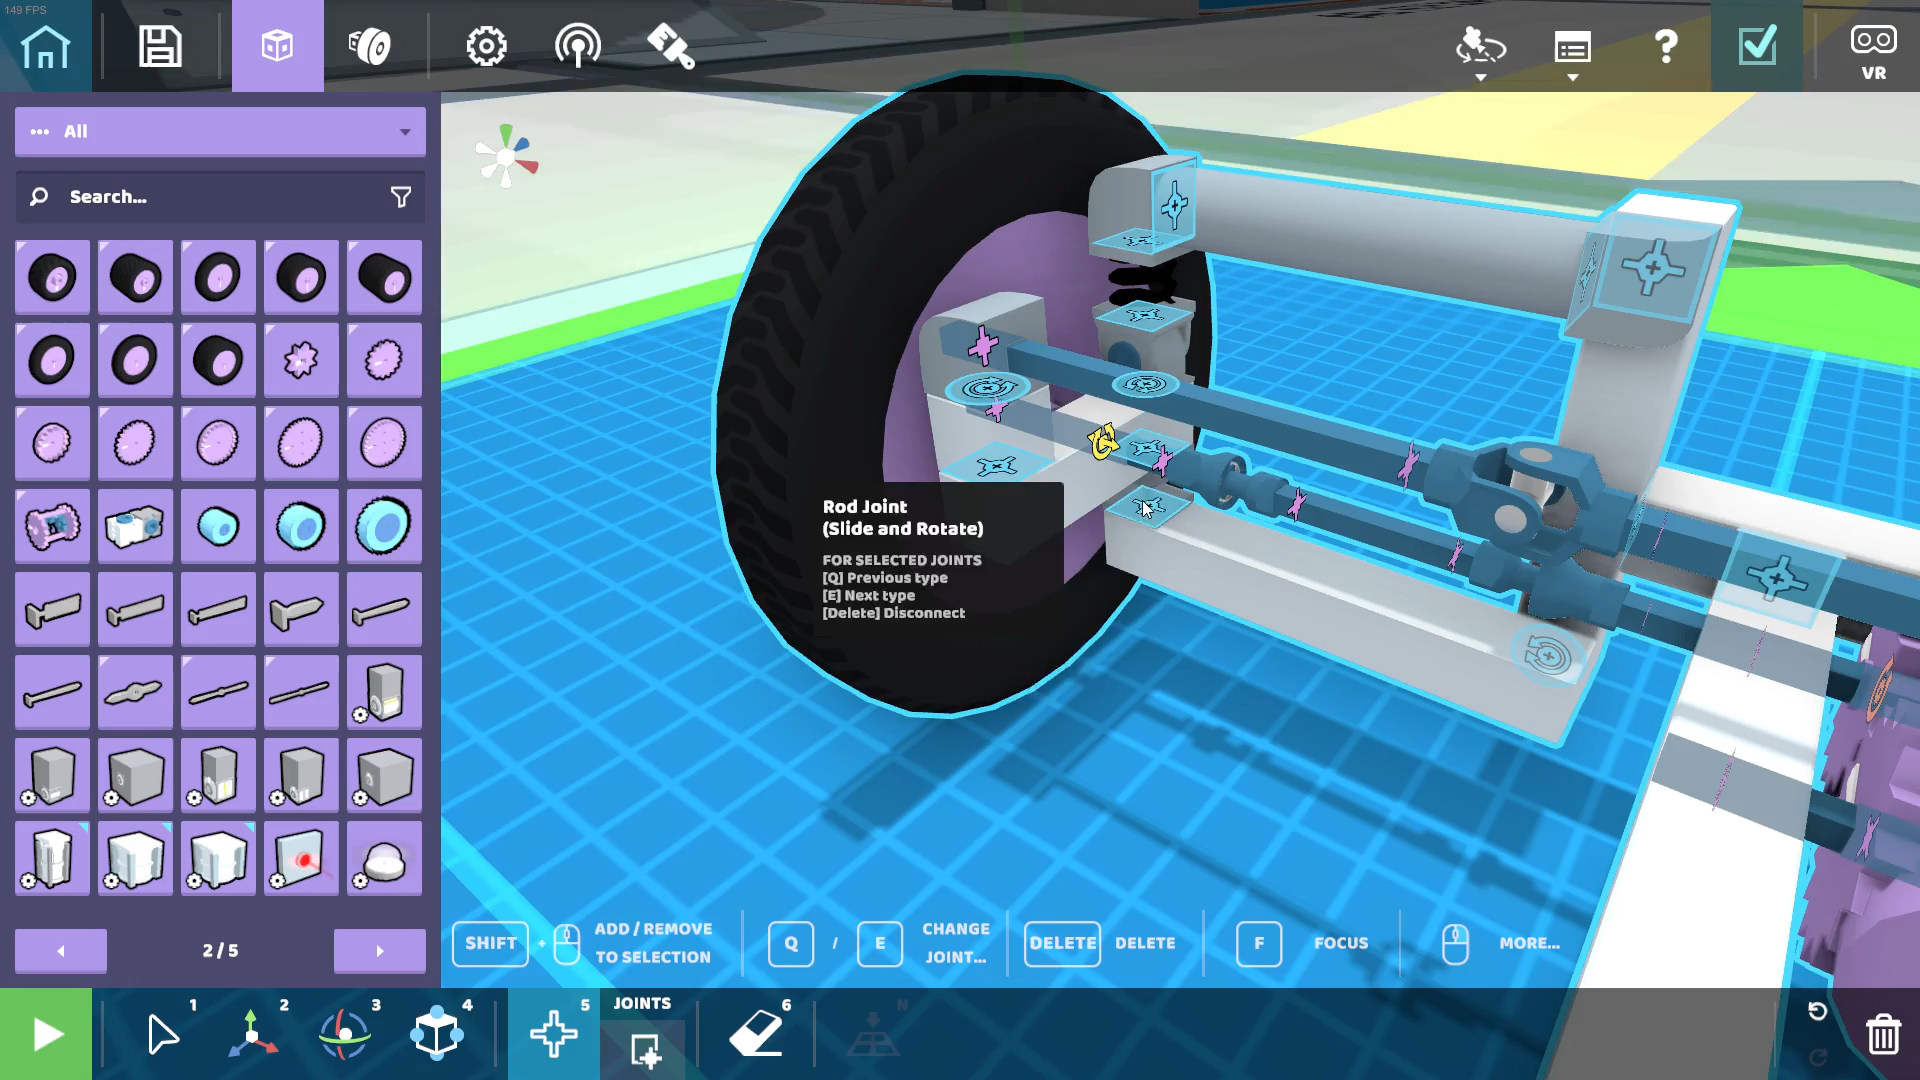 149 FPS
VR
All
Search...
Rod Joint
(Slide and Rotate)
FOR SELECTED JOINTS
[Q] Previous type
[E] Next type
[Delete] Disconnect
2/5
SHIFT + ADD / REMOVE TO SELECTION
Q / E CHANGE JOINT...
DELETE DELETE
F FOCUS
MORE...
1
2
3
4
5
JOINTS
6
N